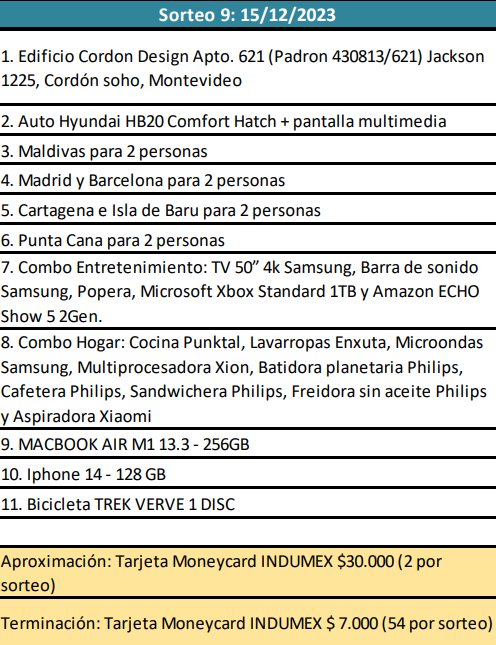 Sorteo 9: 15/12/2023
1. Edificio Cordon Design Apto. 621 (Padron 430813/621) Jackson
1225, Cordón soho, Montevideo
2. Auto Hyundai HB20 Comfort Hatch + pantalla multimedia
3. Maldivas para 2 personas
4. Madrid y Barcelona para 2 personas
5. Cartagena e Isla de Baru para 2 personas
6. Punta Cana para 2 personas
7. Combo Entretenimiento: TV 50” 4k Samsung, Barra de sonido
Samsung, Popera, Microsoft Xbox Standard 1TB y Amazon ECHO
Show 5 2Gen.
8. Combo Hogar: Cocina Punktal, Lavarropas Enxuta, Microondas
Samsung, Multiprocesadora Xion, Batidora planetaria Philips,
Cafetera Philips, Sandwichera Philips, Freidora sin aceite Philips
y Aspiradora Xiaomi
9. MACBOOK AIR M1 13.3 - 256GB
10. Iphone 14 - 128 GB
11. Bicicleta TREK VERVE 1 DISC
Aproximación: Tarjeta Moneycard INDUMEX $30.000 (2 por
sorteo)
Terminación: Tarjeta Moneycard INDUMEX $ 7.000 (54 por sorteo)